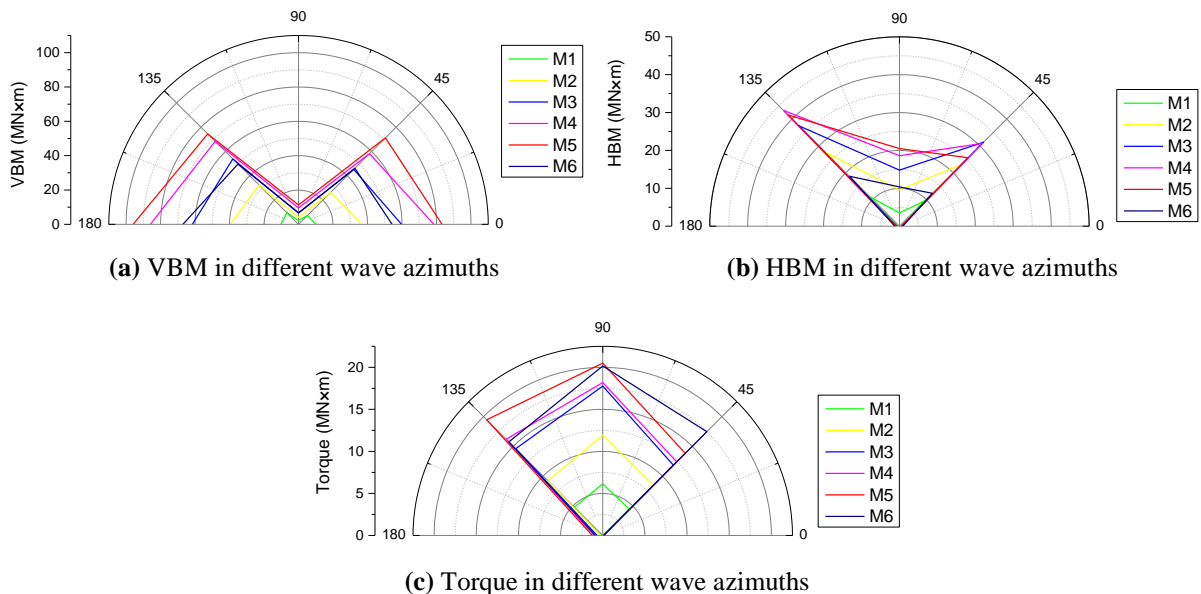 90
135
45
180
0
100
80
60
40
20
0
VBM (MN×m)
M1
M2
M3
M4
M5
M6
(a) VBM in different wave azimuths
90
135
45
180
0
50
40
30
20
10
0
HBM (MN×m)
M1
M2
M3
M4
M5
M6
(b) HBM in different wave azimuths
90
135
45
180
0
20
15
10
5
0
Torque (MN×m)
M1
M2
M3
M4
M5
M6
(c) Torque in different wave azimuths